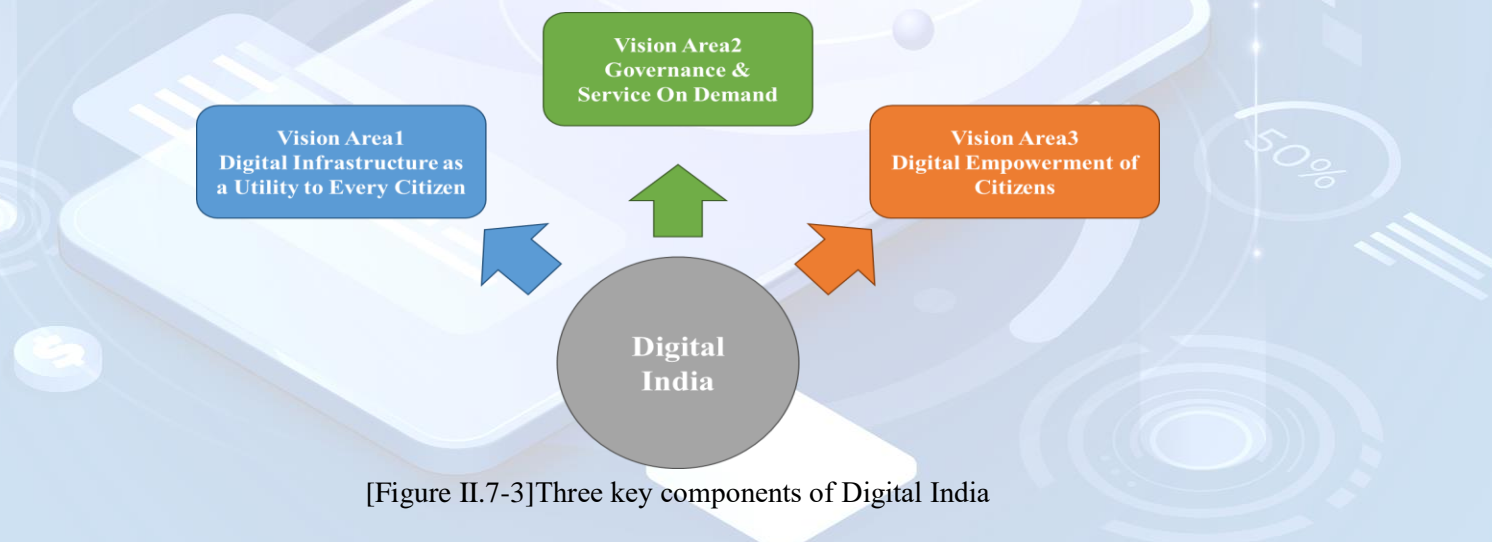 Vision Area1
Digital Infrastructure as
a Utility to Every Citizen
Vision Area2
Governance &
Service On Demand
Vision Area3
Digital Empowerment of
Citizens
50%
$
Digital
India
[Figure II.7-3]Three key components of Digital India